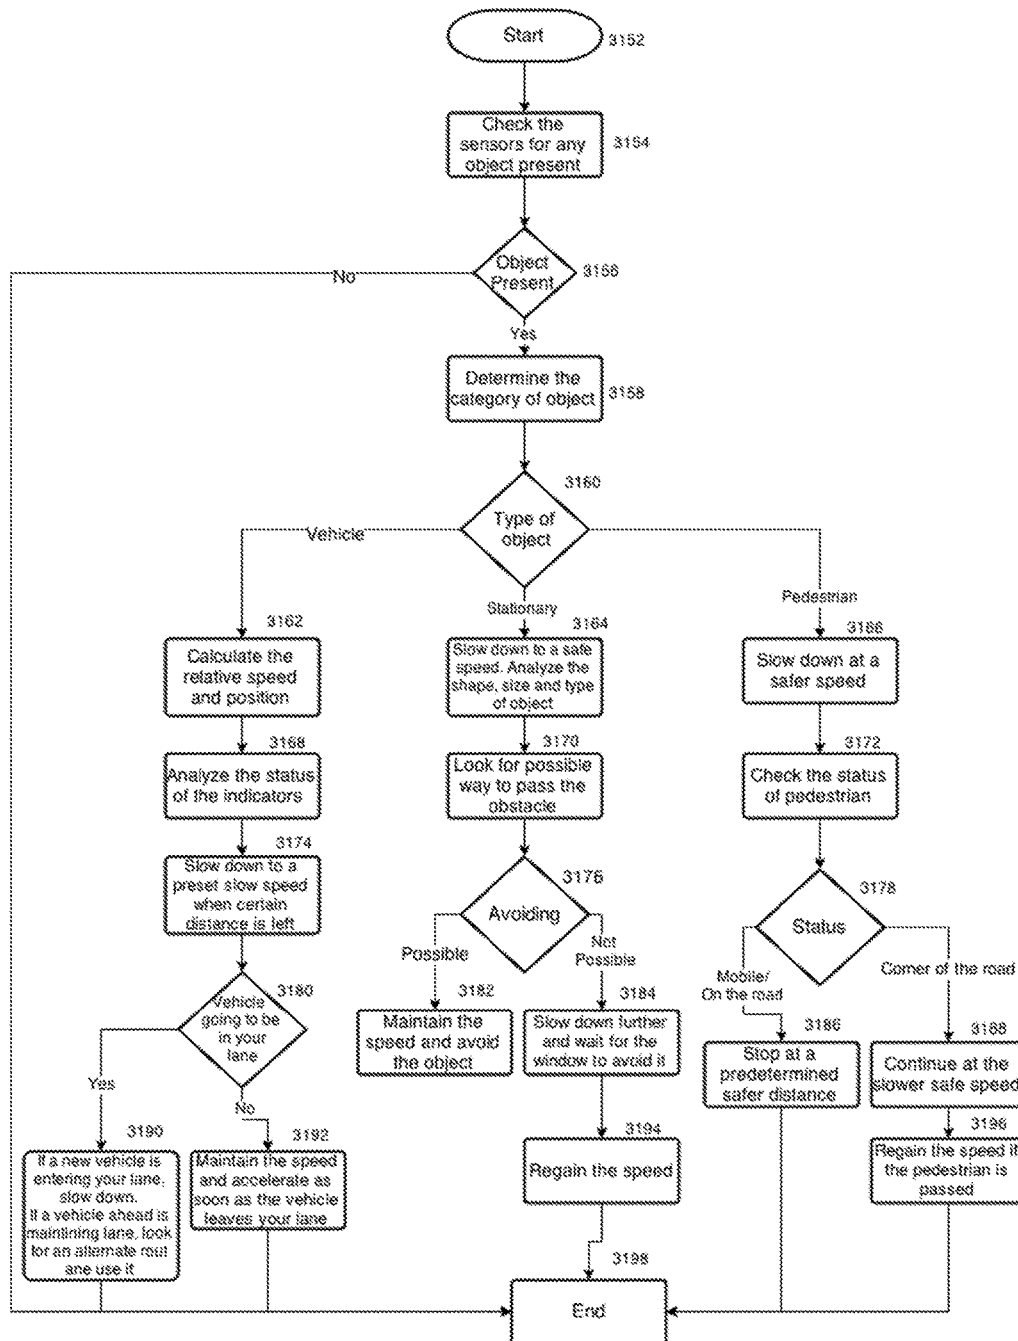 Start
3152
Check the
sensors for any
object present
3154
Object
Present
3156
No
Yes
Determine the
category of object
3158
3160
Type of
object
Vehicle
Stationary
Pedestrian
3162
Calculate the
relative speed
and position
3164
Slow down to a safe
speed. Analyze the
shape, size and type
of object
3166
Slow down at a
safer speed
3168
Analyze the status
of the indicators
3170
Look for possible
way to pass the
obstacle
3172
Check the status
of pedestrian
3174
Slow down to a
preset slow speed
when certain
distance is left
3176
Avoiding
3178
Status
Possible
Not
Possible
Mobile/
On the road
Corner of the road
3180
Vehicle
going to be
in your
lane
3182
Maintain the
speed and avoid
the object
3184
Slow down further
and wait for the
window to avoid it
3186
Stop at a
predetermined
safer distance
3188
Continue at the
slower safe speed
Yes
No
3190
If a new vehicle is
entering your lane,
slow down.
If a vehicle ahead is
maintining lane, look
for an alternate rout
ane use it
3192
Maintain the speed
and accelerate as
soon as the vehicle
leaves your lane
3194
Regain the speed
3196
Regain the speed if
the pedestrian is
passed
3198
End